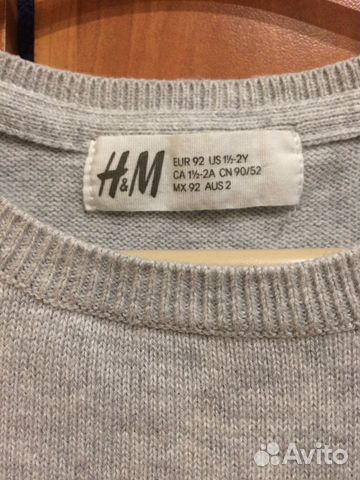 H&M
EUR 92 US 1½-2Y
CA 1½-2A CN 90/52
MX 92 AUS 2
Avito